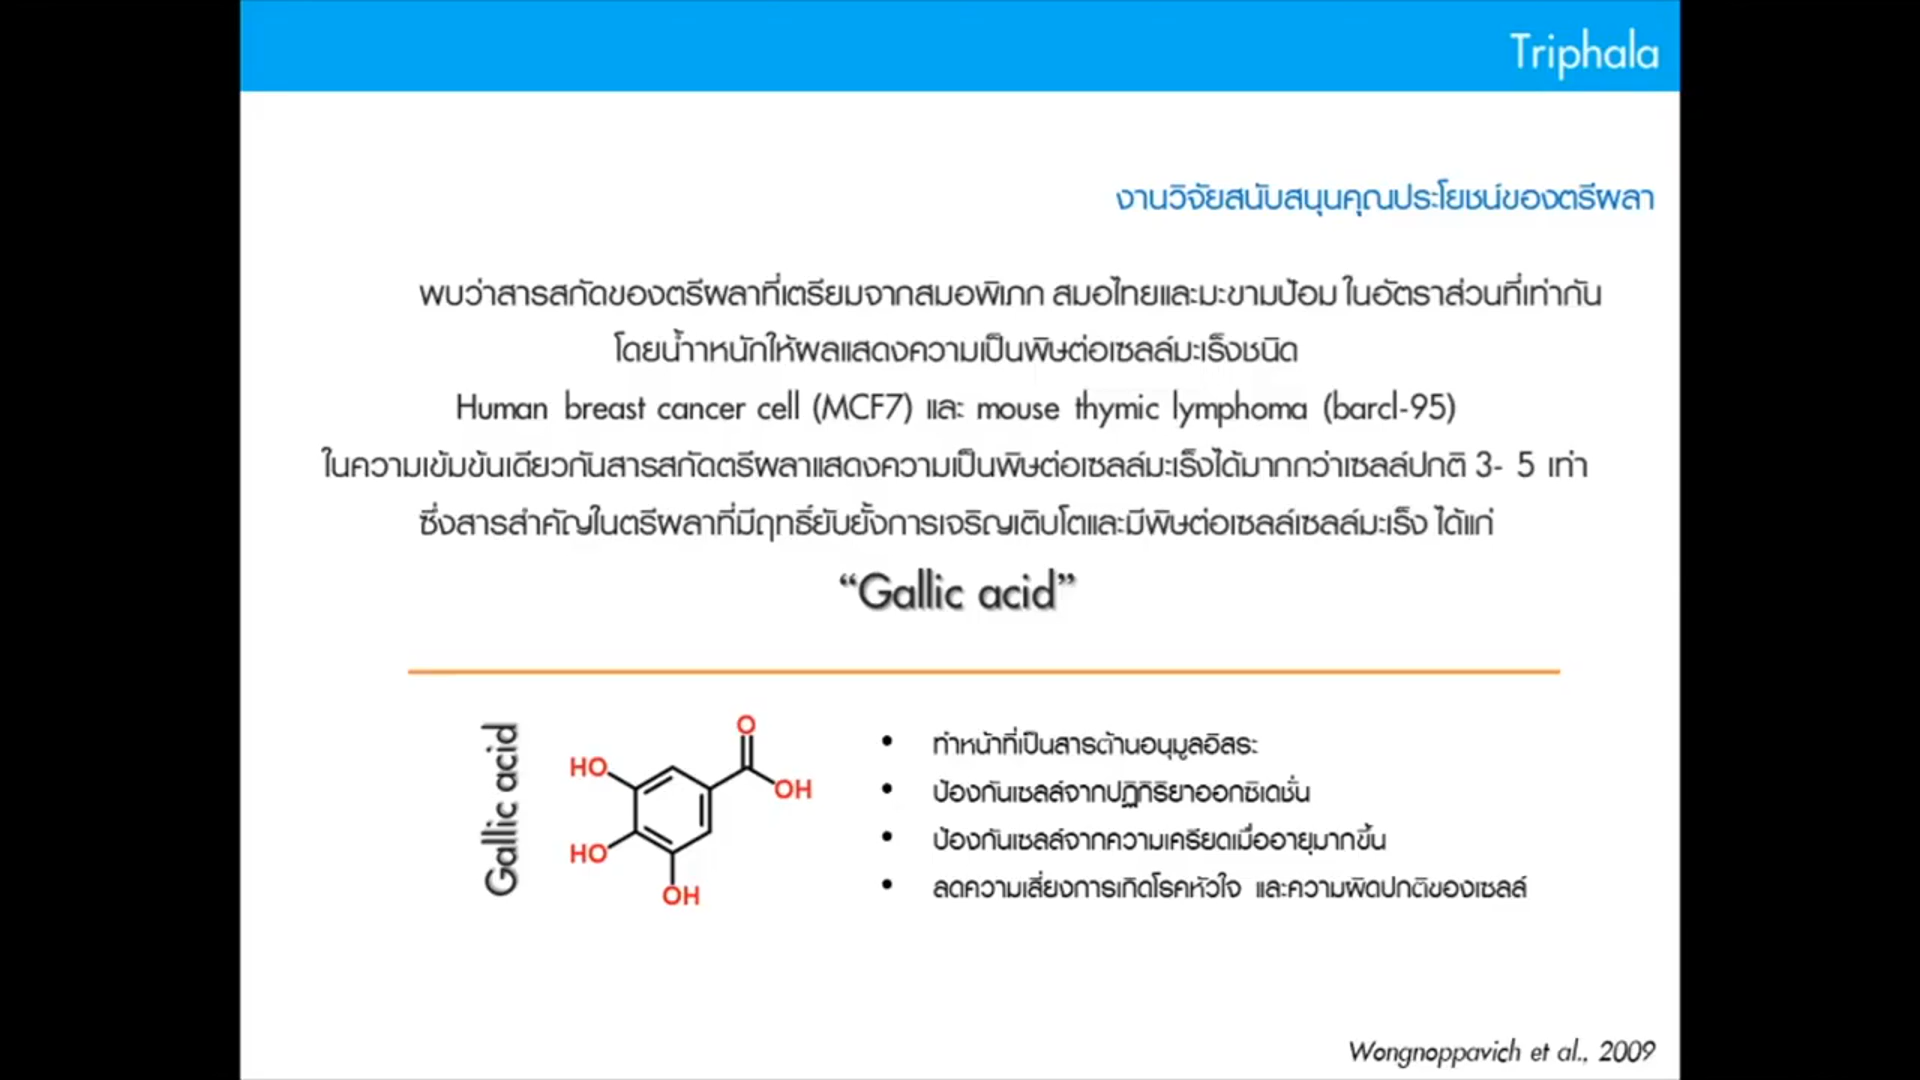 Triphala
งานวิจัยสนับสนุนคุณประโยชน์ของตรีผลา
พบว่าสารสกัดของตรีผลาที่เตรียมจากสมอพิเภก สมอไทยและมะขามป้อม ในอัตราส่วนที่เท่ากัน
โดยน้ำาหนักให้ผลแสดงความเป็นพิษต่อเซลล์มะเร็งชนิด
Human breast cancer cell (MCF7) และ mouse thymic lymphoma (barcl-95)
ในความเข้มข้นเดียวกันสารสกัดตรีผลาแสดงความเป็นพิษต่อเซลล์มะเร็งได้มากกว่าเซลล์ปกติ 3- 5 เท่า
ซึ่งสารสำคัญในตรีผลาที่มีฤทธิ์ยับยั้งการเจริญเติบโตและมีพิษต่อเซลล์เซลล์มะเร็ง ได้แก่
“Gallic acid”
Gallic acid
O
HO
OH
HO
OH
• ทำหน้าที่เป็นสารต้านอนุมูลอิสระ
• ป้องกันเซลล์จากปฏิกิริยาออกซิเดชั่น
• ป้องกันเซลล์จากความเครียดเมื่ออายุมากขึ้น
• ลดความเสี่ยงการเกิดโรคหัวใจ และความผิดปกติของเซลล์
Wongnoppavich et al., 2009